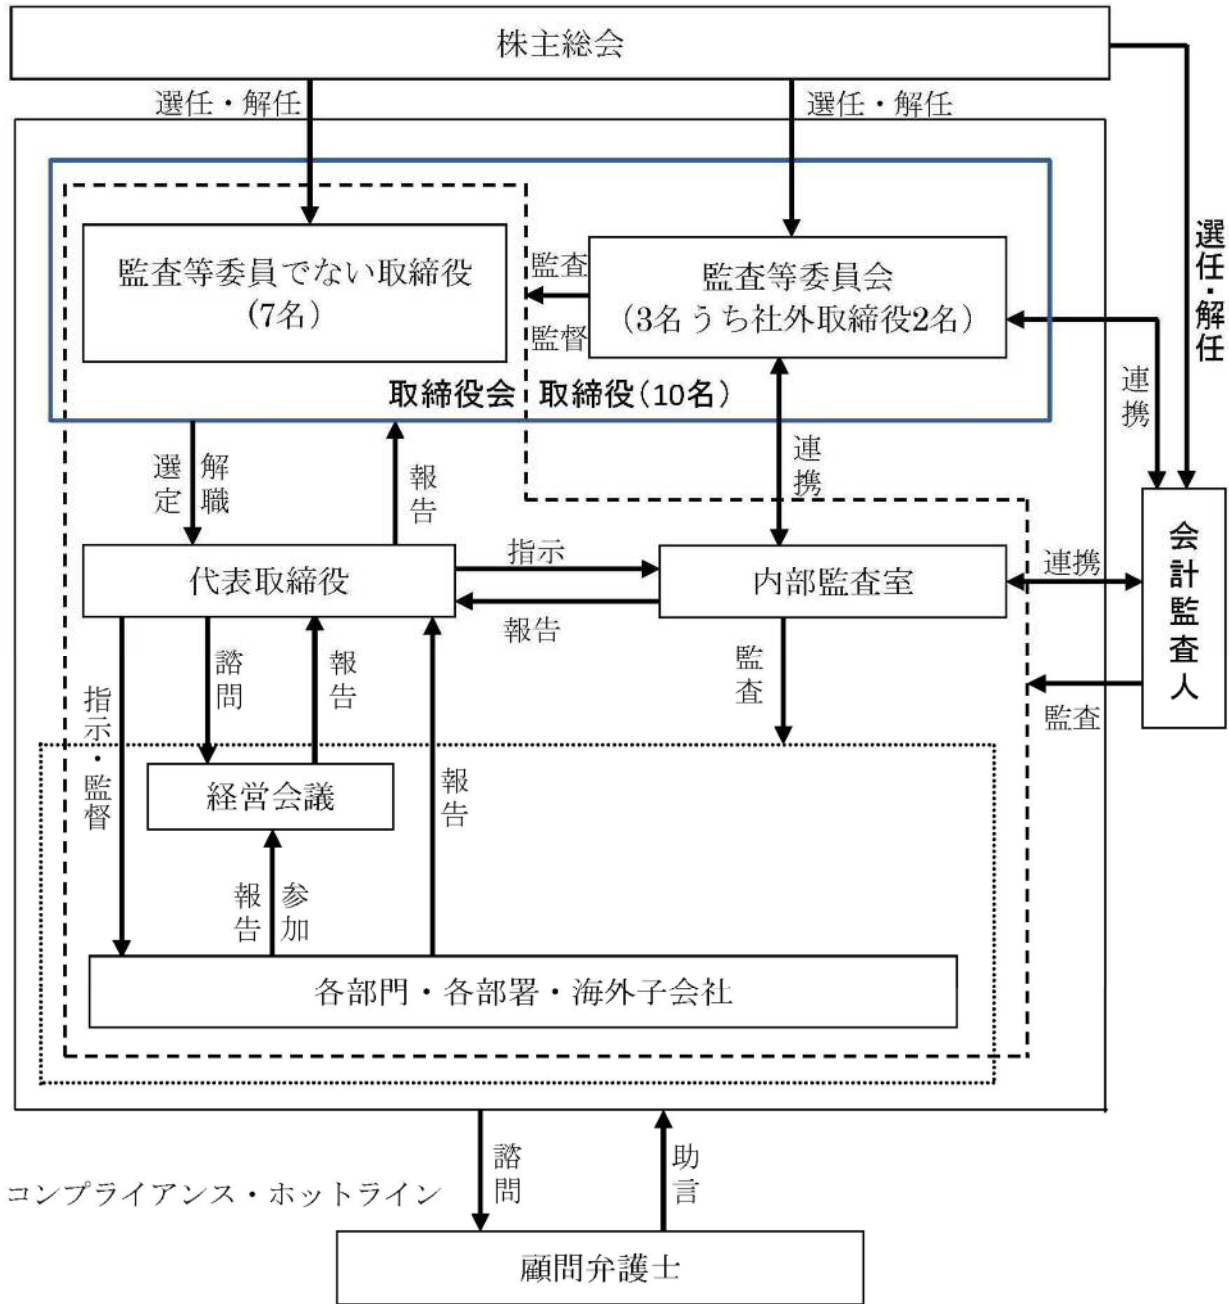 株主総会
選任・解任
選任・解任
選任・解任
監査等委員でない取締役
(7名)
監査
監督
監査等委員会
(3名うち社外取締役2名)
取締役会 取締役(10名)
連携
選定
解職
報告
連携
代表取締役
指示
報告
内部監査室
連携
会計監査人
監査
指示・監督
諮問
報告
報告
監査
経営会議
報告
参加
各部門・各部署・海外子会社
コンプライアンス・ホットライン
諮問
助言
顧問弁護士